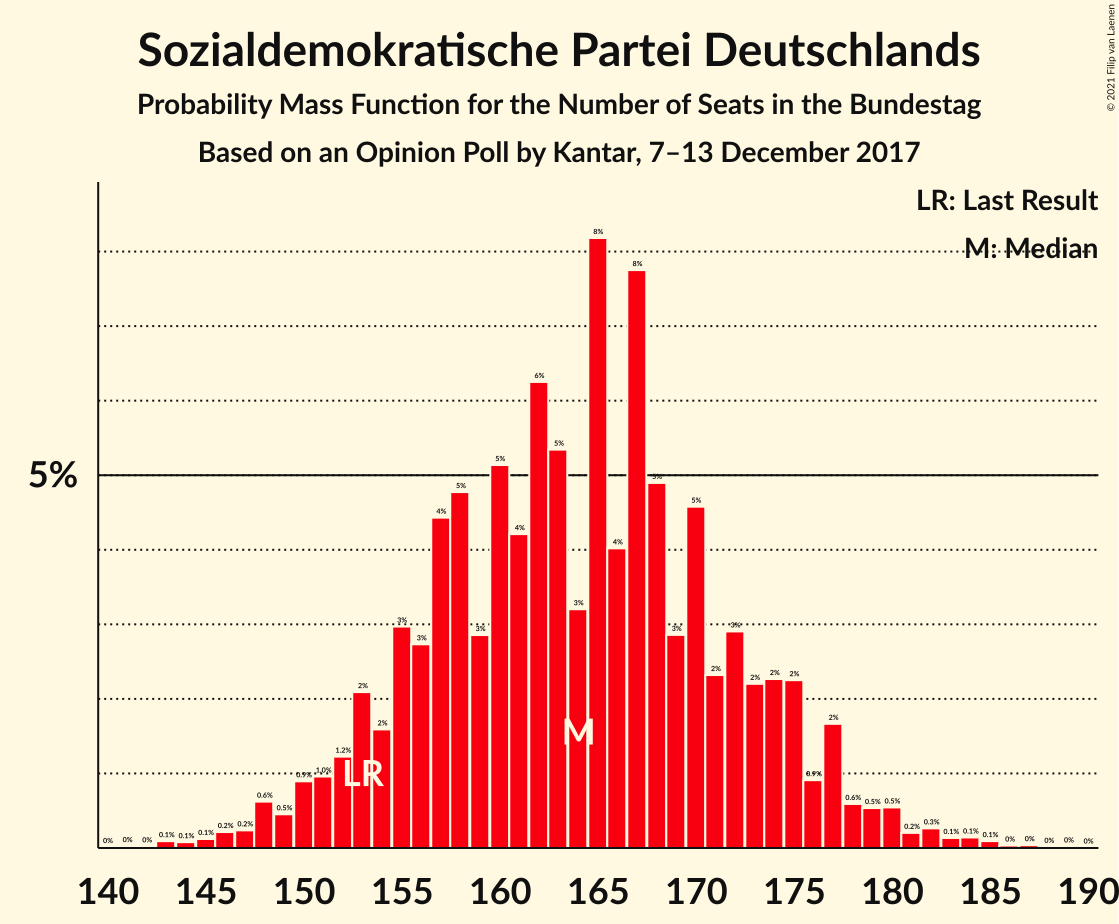 © 2021 Filip van Laenen
Sozialdemokratische Partei Deutschlands
Probability Mass Function for the Number of Seats in the Bundestag
Based on an Opinion Poll by Kantar, 7–13 December 2017
LR: Last Result
M: Median
5%
0% 0% 0% 0.1% 0.1% 0.1% 0.2% 0.2% 0.6% 0.5% 0.9% 1.0% 1.2% 2% 2% 3% 3% 4% 5% 3% 5% 4% 6% 5% 3% 8% 4% 8% 5% 3% 5% 2% 3% 2% 2% 2% 0.9% 2% 0.6% 0.5% 0.5% 0.2% 0.3% 0.1% 0.1% 0.1% 0% 0% 0% 0% 0%
M
LR
140 145 150 155 160 165 170 175 180 185 190